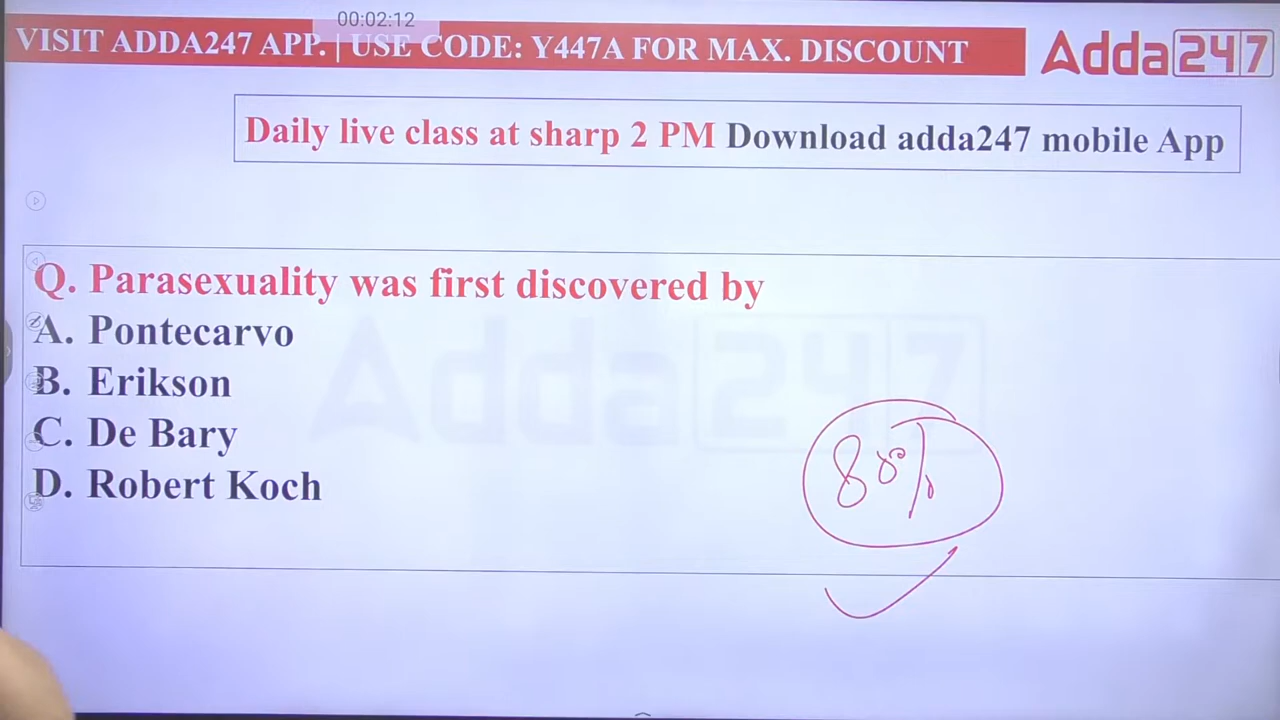 00:02:12
VISIT ADDA247 APP. | USE CODE: Y447A FOR MAX. DISCOUNT
Adda247
Daily live class at sharp 2 PM Download adda247 mobile App
Q. Parasexuality was first discovered by
A. Pontecarvo
B. Erikson
C. De Bary
D. Robert Koch
Adda247
80%